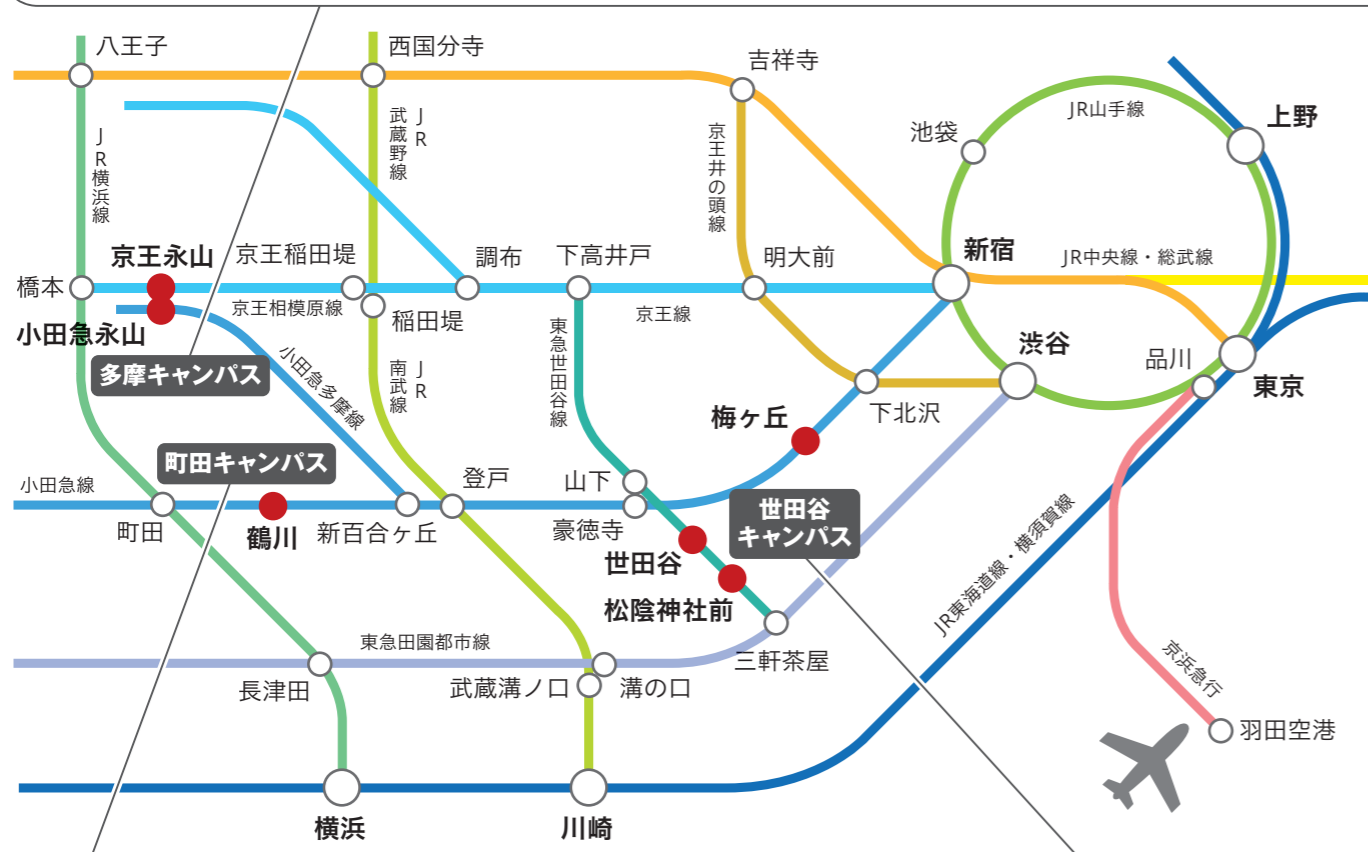 八王子
西国分寺
吉祥寺
上野
JR山手線
池袋
JR横浜線
JR
武蔵野線
京王井の頭線
新宿
JR中央線・総武線
京王永山
京王稲田堤
調布
下高井戸
明大前
橋本
京王相模原線
稲田堤
京王線
小田急永山
小田急多摩線
東急世田谷線
渋谷
品川
東京
多摩キャンパス
JR
南武線
梅ヶ丘
下北沢
町田キャンパス
小田急線
登戸
山下
世田谷
キャンパス
町田
鶴川
新百合ヶ丘
豪徳寺
世田谷
松陰神社前
JR東海道線・横須賀線
東急田園都市線
三軒茶屋
長津田
武蔵溝ノ口
溝の口
京浜急行
羽田空港
横浜
川崎